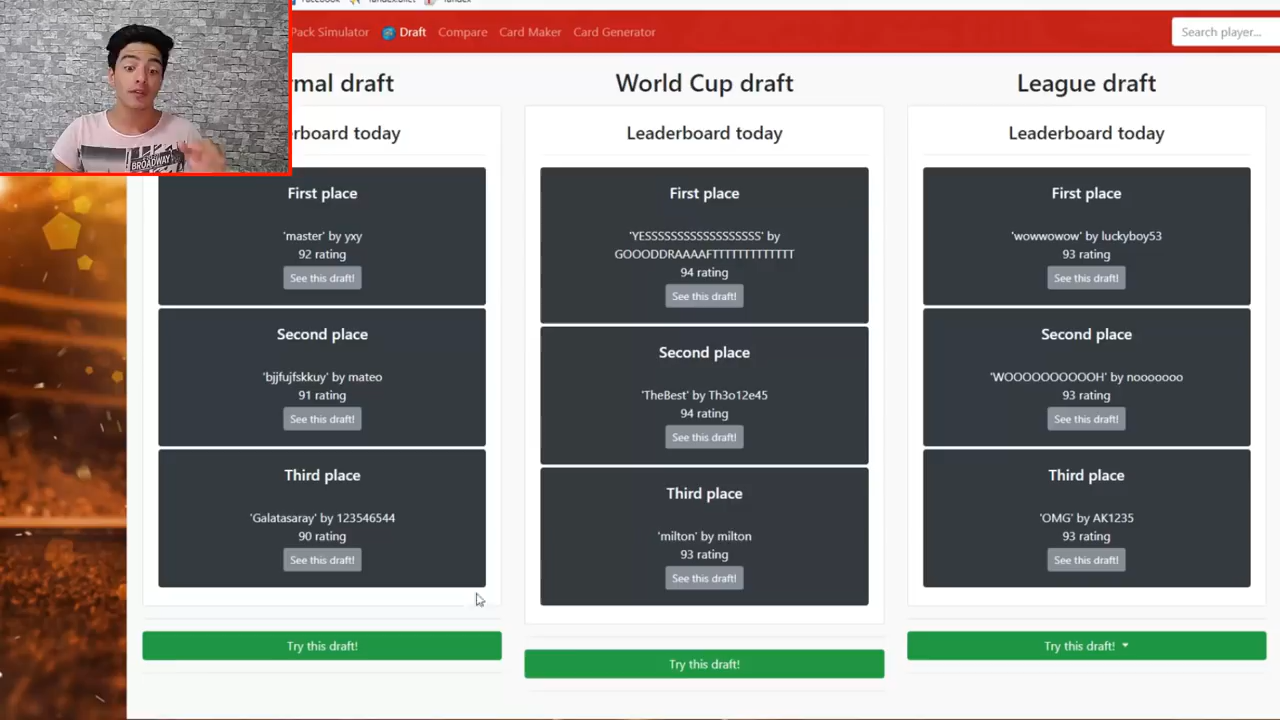 Pack Simulator Draft Compare Card Maker Card Generator Search player...
BROADWAY
mal draft
rboard today
First place
'master' by yxy
92 rating
See this draft!
Second place
'bjjfujfskkuy' by mateo
91 rating
See this draft!
Third place
'Galatasaray' by 123546544
90 rating
See this draft!
Try this draft!
World Cup draft
Leaderboard today
First place
'YESSSSSSSSSSSSSSSSSS' by
GOOODDRAAAAFTTTTTTTTTTTTT
94 rating
See this draft!
Second place
'TheBest' by Th3o12e45
94 rating
See this draft!
Third place
'milton' by milton
93 rating
See this draft!
Try this draft!
League draft
Leaderboard today
First place
'wowwowow' by luckyboy53
93 rating
See this draft!
Second place
'WOOOOOOOOOOH' by nooooooo
93 rating
See this draft!
Third place
'OMG' by AK1235
93 rating
See this draft!
Try this draft!